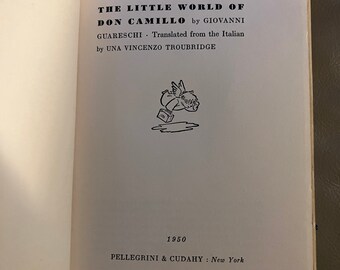 THE LITTLE WORLD OF
DON CAMILLO by GIOVANNI
GUARESCHI - Translated from the Italian
by UNA VINCENZO TROUBRIDGE
1950
PELLEGRINI & CUDAHY : New York